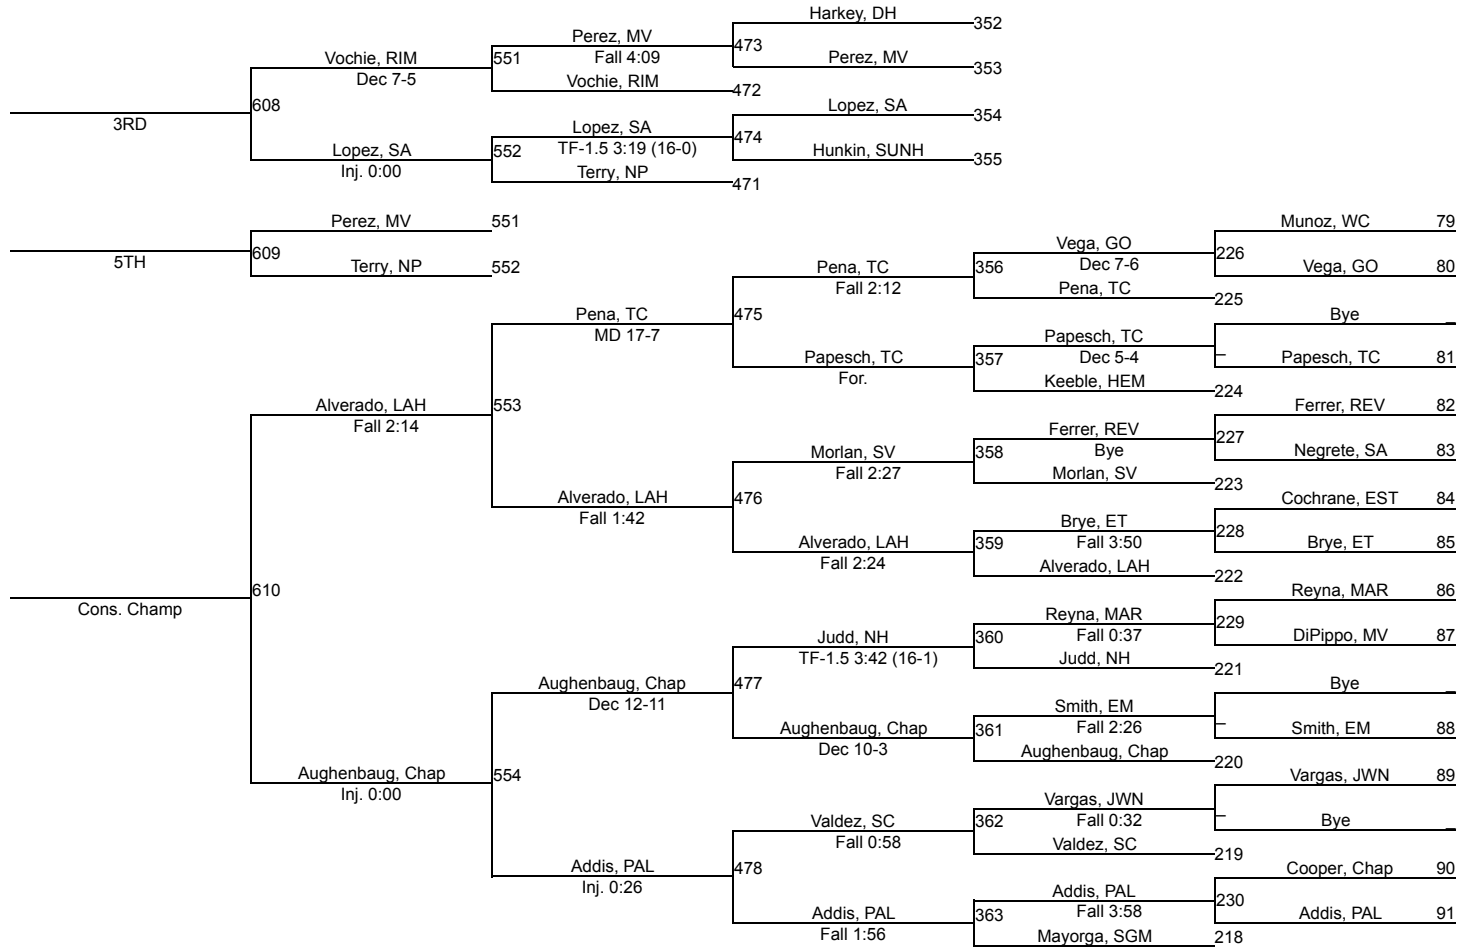 Harkey, DH
352
Perez, MV
473
Fall 4:09
Perez, MV
353
Vochie, RIM
551
Dec 7-5
Vochie, RIM
472
608
3RD
Lopez, SA
354
Lopez, SA
474
TF-1.5 3:19 (16-0)
Hunkin, SUNH
355
Lopez, SA
552
Inj. 0:00
Terry, NP
471
Perez, MV
551
609
5TH
Terry, NP
552
Munoz, WC 79
Vega, GO
226
Dec 7-6
Vega, GO 80
Pena, TC
356
Fall 2:12
Pena, TC
225
Pena, TC
475
MD 17-7
Bye _
Papesch, TC
_
Dec 5-4
Papesch, TC 81
Papesch, TC
357
For.
Keeble, HEM
224
Alverado, LAH
553
Fall 2:14
Ferrer, REV 82
Ferrer, REV
227
Bye
Negrete, SA 83
Morlan, SV
358
Fall 2:27
Morlan, SV
223
Alverado, LAH
476
Fall 1:42
Cochrane, EST 84
Brye, ET
228
Fall 3:50
Brye, ET 85
Alverado, LAH
359
Fall 2:24
Alverado, LAH
222
610
Cons. Champ
Reyna, MAR 86
Reyna, MAR
229
Fall 0:37
DiPippo, MV 87
Judd, NH
360
TF-1.5 3:42 (16-1)
Judd, NH
221
Aughenbaug, Chap
477
Dec 12-11
Bye _
Smith, EM
_
Fall 2:26
Smith, EM 88
Aughenbaug, Chap
361
Dec 10-3
Aughenbaug, Chap
220
Aughenbaug, Chap
554
Inj. 0:00
Vargas, JWN 89
Vargas, JWN
_
Fall 0:32
Bye _
Valdez, SC
362
Fall 0:58
Valdez, SC
219
Addis, PAL
478
Inj. 0:26
Cooper, Chap 90
Addis, PAL
230
Fall 3:58
Addis, PAL 91
Addis, PAL
363
Fall 1:56
Mayorga, SGM
218